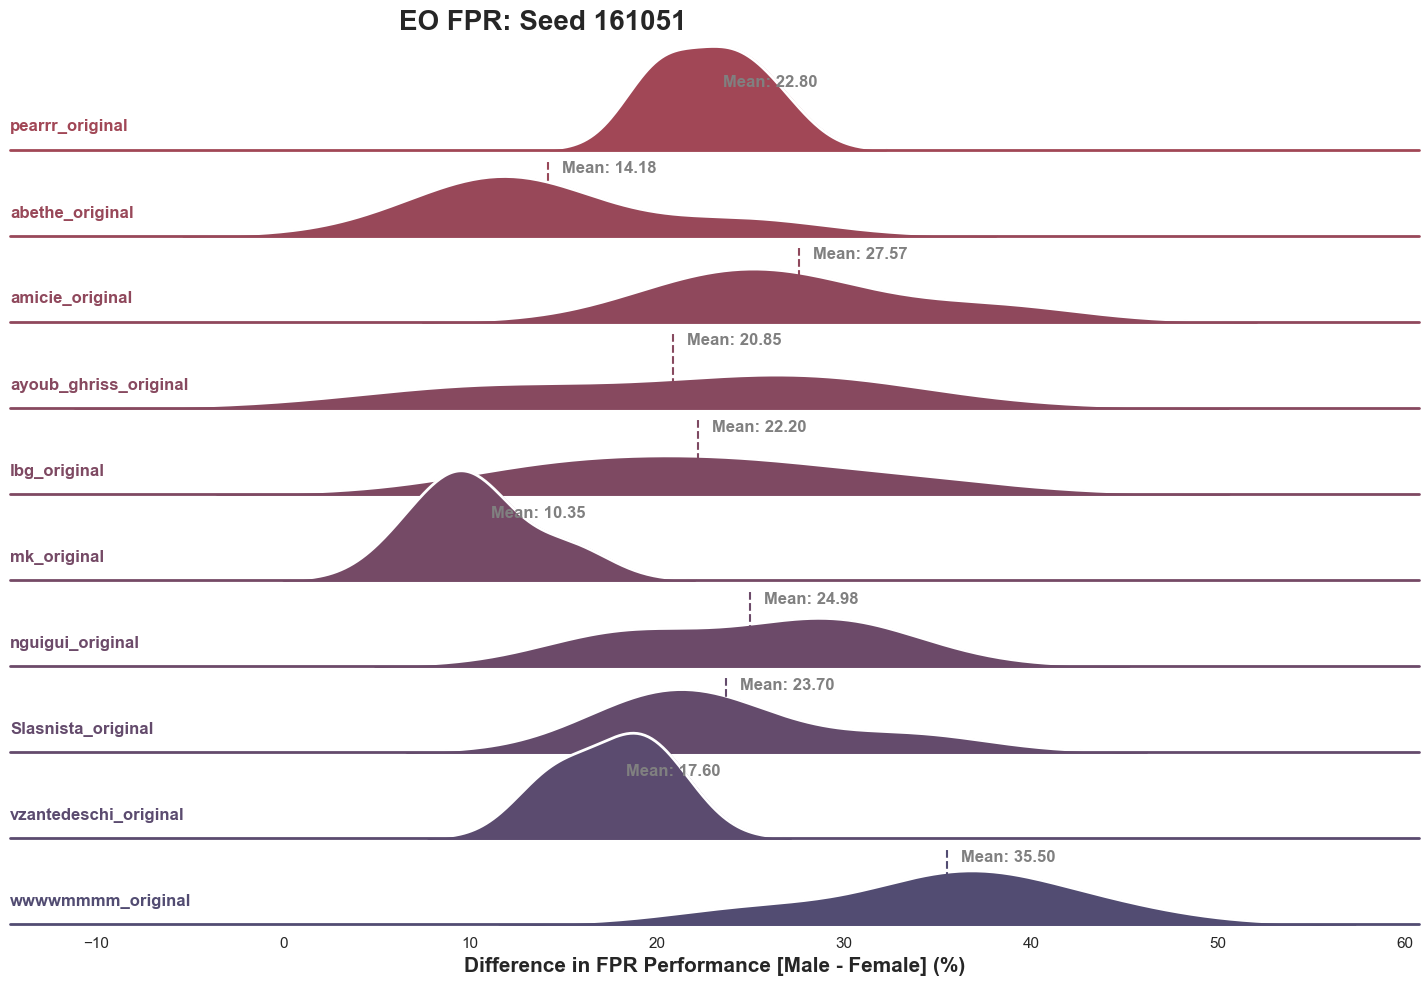 EO FPR: Seed 161051
Mean: 22.80
pearrr_original
Mean: 14.18
abethe_original
Mean: 27.57
amicie_original
Mean: 20.85
ayoub_ghriss_original
Mean: 22.20
lbg_original
Mean: 10.35
mk_original
Mean: 24.98
nguigui_original
Mean: 23.70
Slasnista_original
Mean: 17.60
vzantedeschi_original
Mean: 35.50
wwwwmmmm_original
−10 0 10 20 30 40 50 60
Difference in FPR Performance [Male - Female] (%)